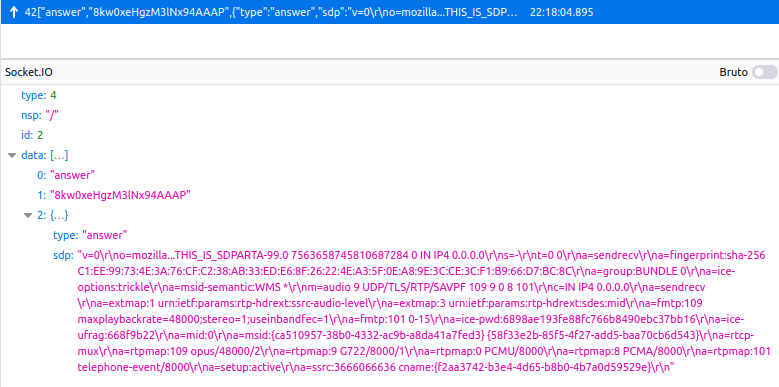 42["answer","8kw0xeHgzM3lNx94AAAP",{"type":"answer","sdp":"v=0\r\no=mozilla...THIS_IS_SDP... 22:18:04.895
Socket.IO Bruto
type: 4
nsp: "/"
id: 2
data: […]
0: "answer"
1: "8kw0xeHgzM3lNx94AAAP"
2: {…}
type: "answer"
sdp: "v=0\r\no=mozilla...THIS_IS_SDPARTA-99.0 7563658745810687284 0 IN IP4 0.0.0.0\r\ns=-\r\nt=0 0\r\na=sendrecv\r\na=fingerprint:sha-256
C1:EE:99:73:4E:3A:76:CF:C2:38:AB:33:ED:E6:8F:26:22:4E:A3:5F:0E:A8:9E:3C:CE:3C:F1:B9:66:D7:BC:8C\r\na=group:BUNDLE 0\r\na=ice-
options:trickle\r\na=msid-semantic:WMS *\r\nm=audio 9 UDP/TLS/RTP/SAVPF 109 9 0 8 101\r\nc=IN IP4 0.0.0.0\r\na=sendrecv
\r\na=extmap:1 urn:ietf:params:rtp-hdrext:ssrc-audio-level\r\na=extmap:3 urn:ietf:params:rtp-hdrext:sdes:mid\r\na=fmtp:109
maxplaybackrate=48000;stereo=1;useinbandfec=1\r\na=fmtp:101 0-15\r\na=ice-pwd:6898ae193fe88fc766b8490ebc37bb16\r\na=ice-
ufrag:668f9b22\r\na=mid:0\r\na=msid:{ca510957-38b0-4332-ac9b-a8da41a7fed3} {58f33e2b-85f5-4f27-add5-baa70cb6d543}\r\na=rtcp-
mux\r\na=rtpmap:109 opus/48000/2\r\na=rtpmap:9 G722/8000/1\r\na=rtpmap:0 PCMU/8000\r\na=rtpmap:8 PCMA/8000\r\na=rtpmap:101
telephone-event/8000\r\na=setup:active\r\na=ssrc:3666066636 cname:{f2aa3742-b3e4-4d65-b8b0-4b7a0d59529e}\r\n"